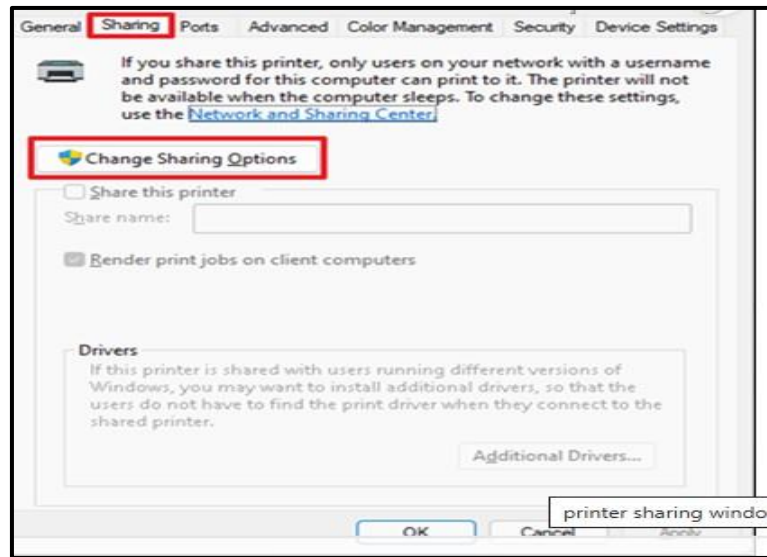 General Sharing Ports Advanced Color Management Security Device Settings
If you share this printer, only users on your network with a username
and password for this computer can print to it. The printer will not
be available when the computer sleeps. To change these settings,
use the Network and Sharing Center.
Change Sharing Options
Share this printer
Share name:
Render print jobs on client computers
Drivers
If this printer is shared with users running different versions of
Windows, you may want to install additional drivers, so that the
users do not have to find the print driver when they connect to the
shared printer.
Additional Drivers...
printer sharing windo
OK Cancel Apply